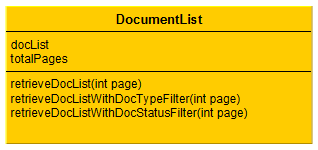 DocumentList
docList
totalPages
retrieveDocList(int page)
retrieveDocListWithDocTypeFilter(int page)
retrieveDocListWithDocStatusFilter(int page)